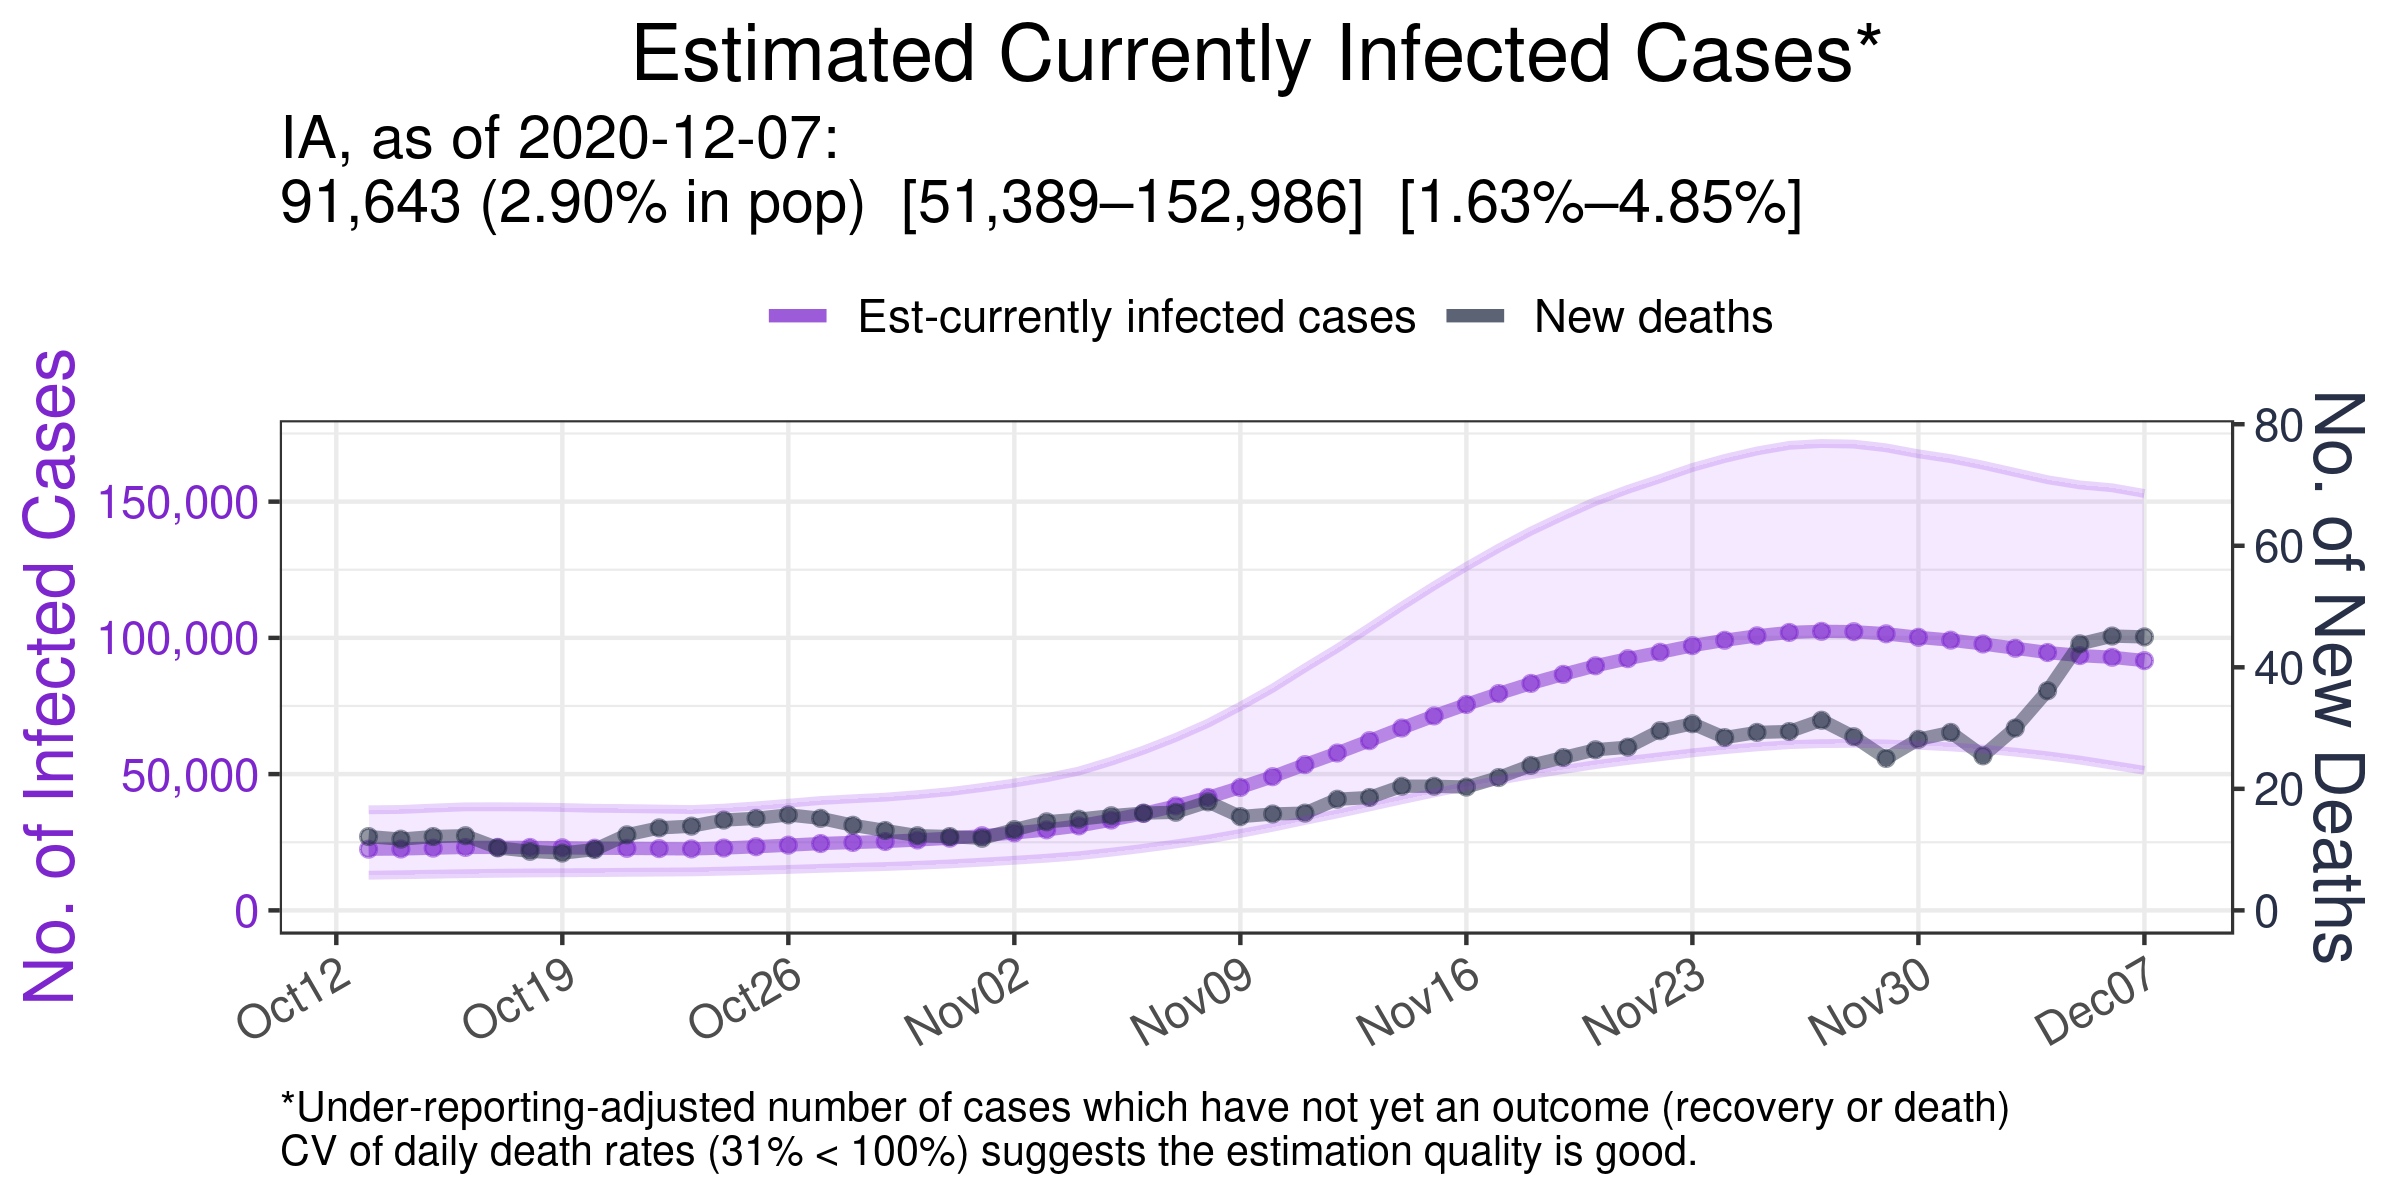 Estimated Currently Infected Cases*
IA, as of 2020-12-07:
91,643 (2.90% in pop)  [51,389–152,986]  [1.63%–4.85%]
Est-currently infected cases
New deaths
No. of Infected Cases
150,000
100,000
50,000
0
80
60
40
20
0
No. of New Deaths
Oct12
Oct19
Oct26
Nov02
Nov09
Nov16
Nov23
Nov30
Dec07
*Under-reporting-adjusted number of cases which have not yet an outcome (recovery or death)
CV of daily death rates (31% < 100%) suggests the estimation quality is good.